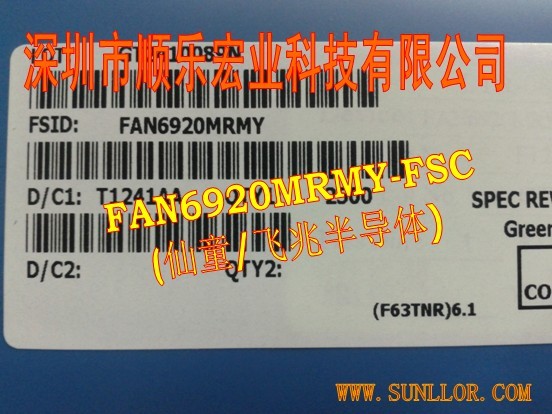 深圳市顺乐宏业科技有限公司
FSID: FAN6920MRMY
D/C1: T1241AA
FAN6920MRMY-FSC
(仙童/飞兆半导体)
SPEC REV
Green
D/C2: QTY2:
CO
(F63TNR)6.1
WWW.SUNLLOR.COM